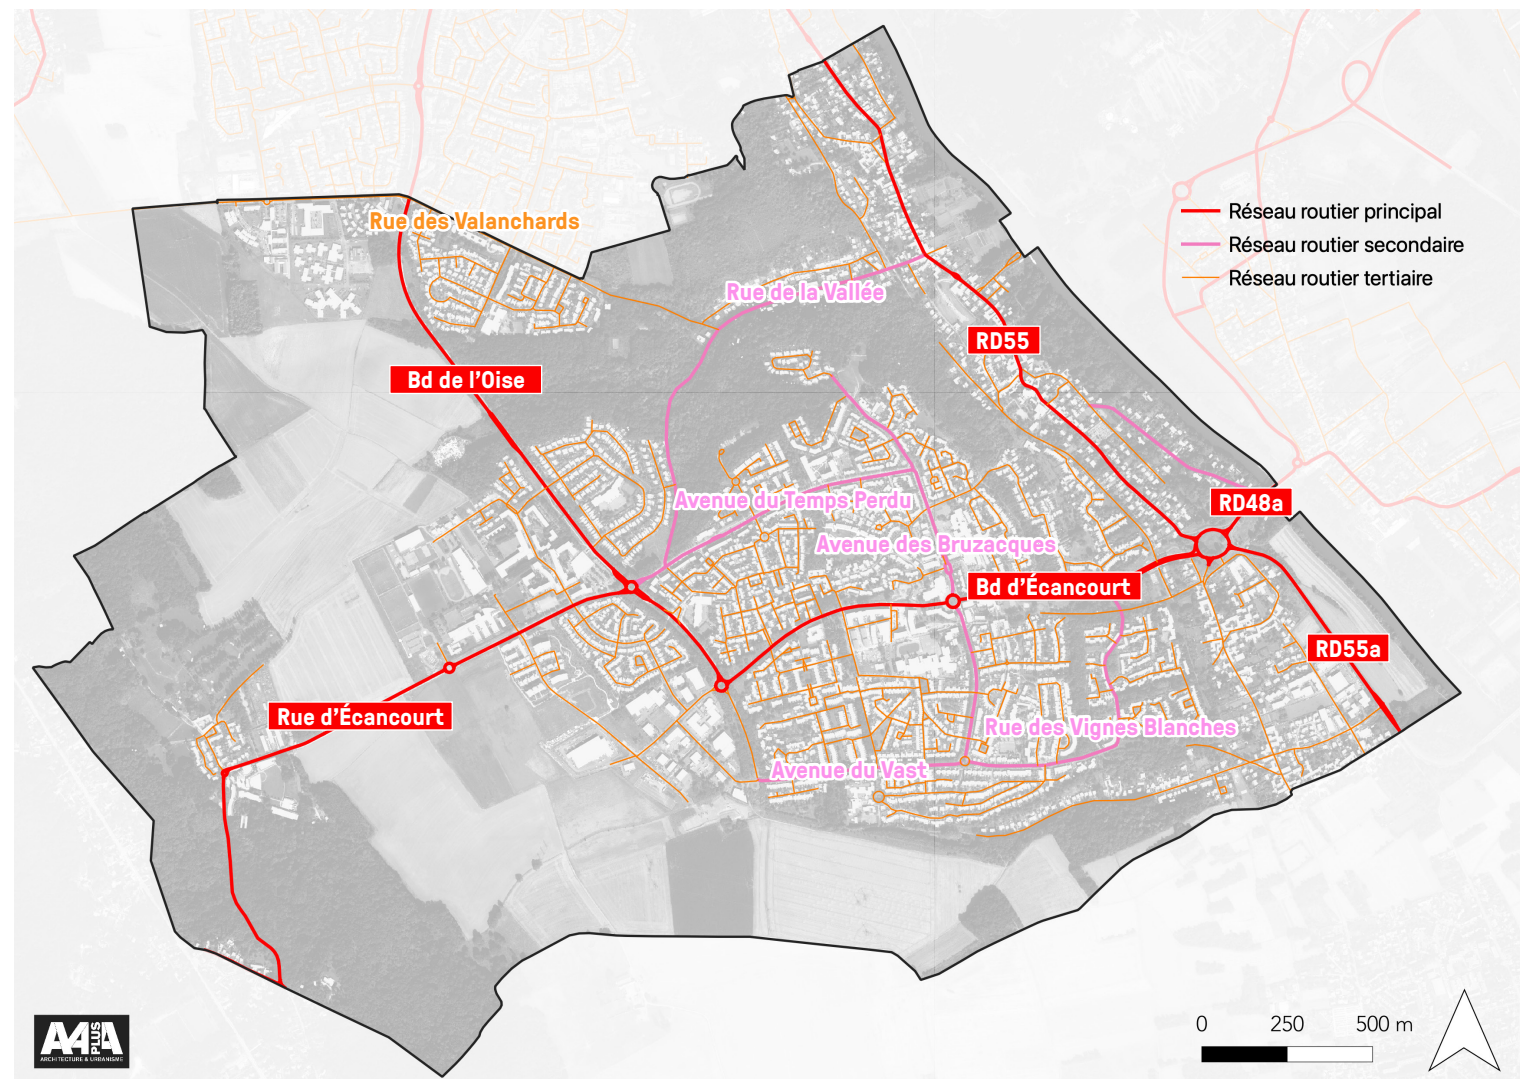 Rue des Valanchards
Réseau routier principal
Réseau routier secondaire
Réseau routier tertiaire
Rue de la Vallée
RD55
Bd de l'Oise
Avenue du Temps Perdu
RD48a
Avenue des Bruzacques
Bd d'Écancourt
RD55a
Rue d'Écancourt
Rue des Vignes Blanches
Avenue du Vast
0 250 500 m
A4A
PLUS
ARCHITECTURE & URBANISME